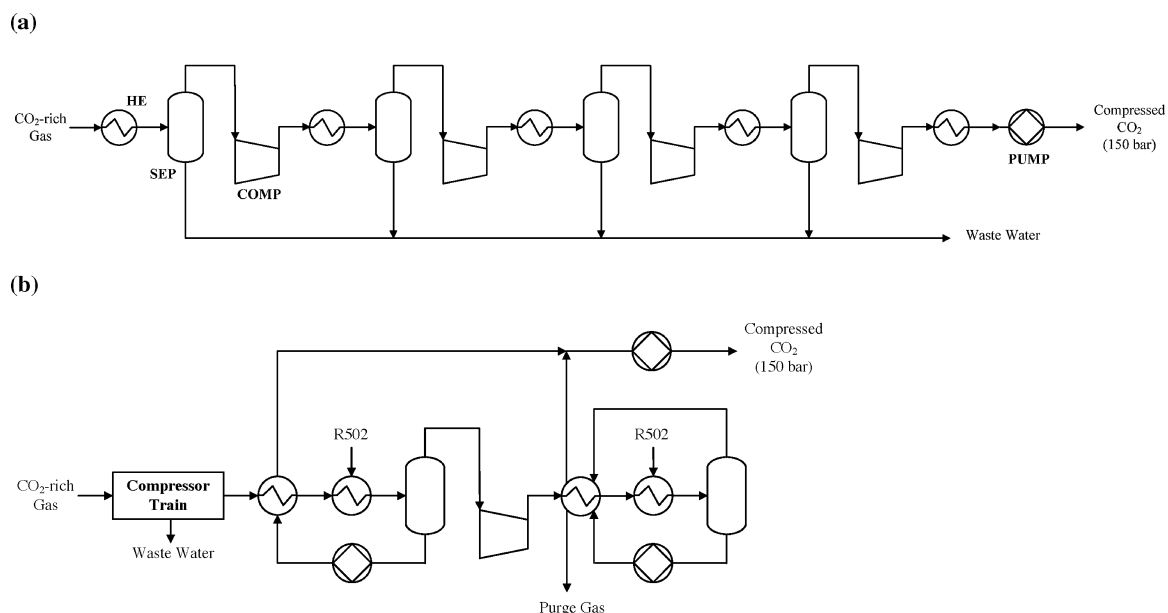 (a)
HE
CO₂-rich
Gas
SEP
COMP
PUMP
Compressed
CO₂
(150 bar)
Waste Water
(b)
Compressed
CO₂
(150 bar)
R502
R502
CO₂-rich
Gas
Compressor
Train
Waste Water
Purge Gas